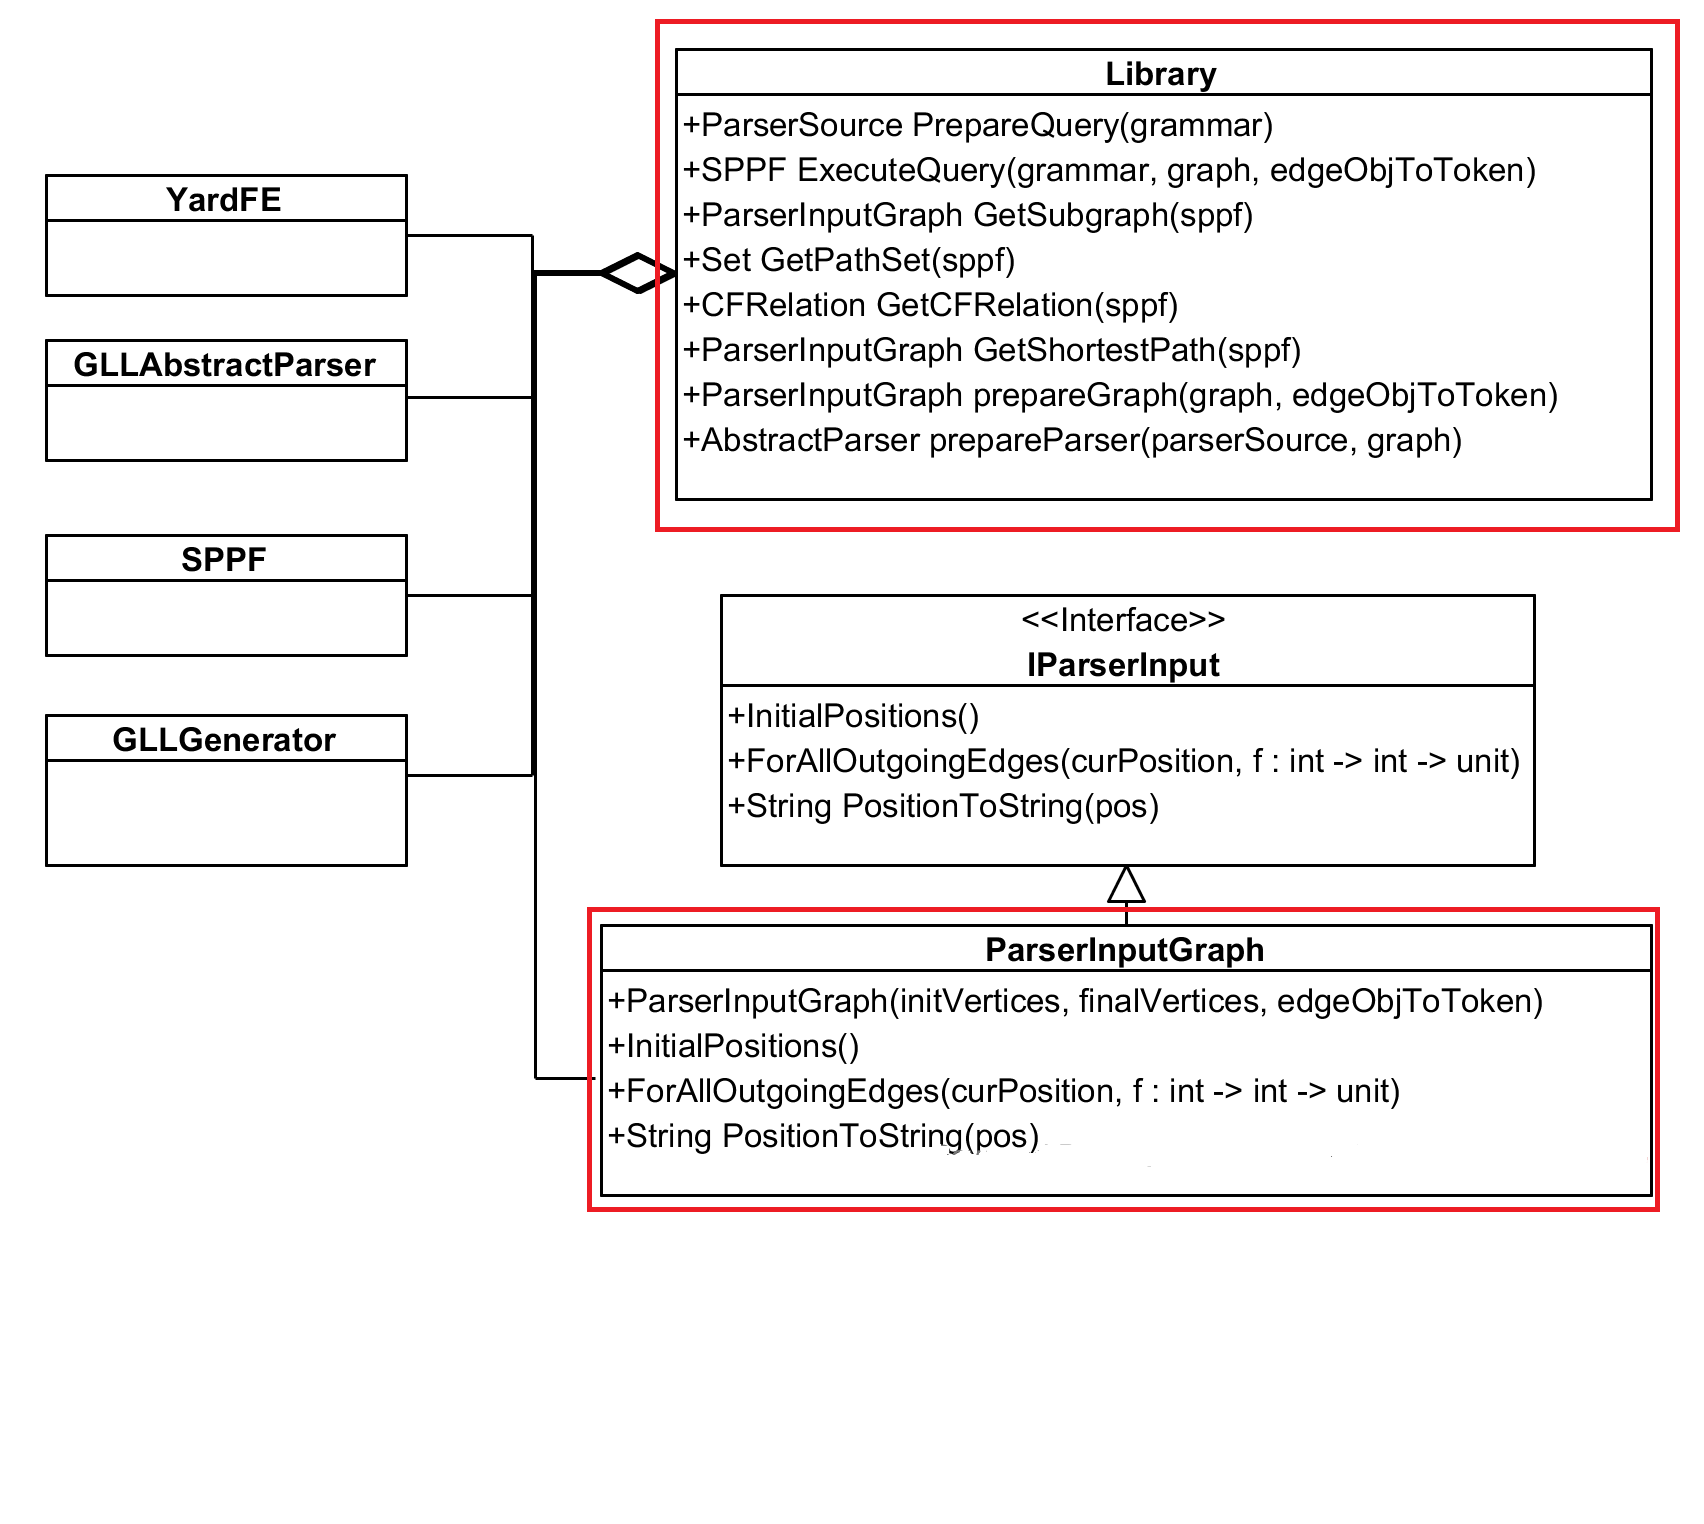 Library
+ParserSource PrepareQuery(grammar)
+SPPF ExecuteQuery(grammar, graph, edgeObjToToken)
+ParserInputGraph GetSubgraph(sppf)
+Set GetPathSet(sppf)
+CFRelation GetCFRelation(sppf)
+ParserInputGraph GetShortestPath(sppf)
+ParserInputGraph prepareGraph(graph, edgeObjToToken)
+AbstractParser prepareParser(parserSource, graph)
YardFE
GLLAbstractParser
SPPF
GLLGenerator
<<Interface>>
IParserInput
+InitialPositions()
+ForAllOutgoingEdges(curPosition, f : int -> int -> unit)
+String PositionToString(pos)
ParserInputGraph
+ParserInputGraph(initVertices, finalVertices, edgeObjToToken)
+InitialPositions()
+ForAllOutgoingEdges(curPosition, f : int -> int -> unit)
+String PositionToString(pos)